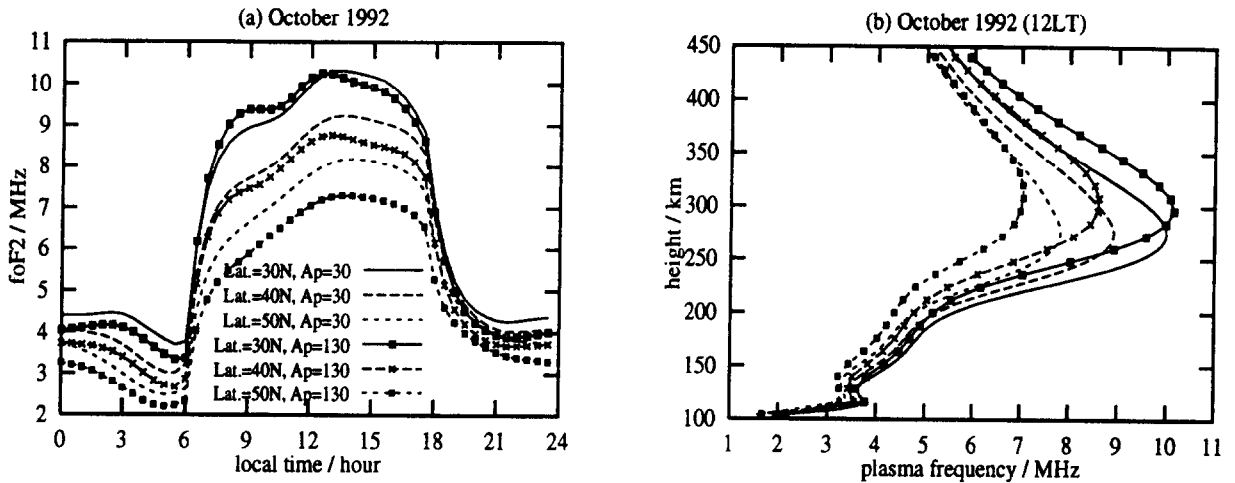 (a) October 1992
11
10
9
8
7
6
5
4
3
2
foF2 / MHz
Lat.=30N, Ap=30
Lat.=40N, Ap=30
Lat.=50N, Ap=30
Lat.=30N, Ap=130
Lat.=40N, Ap=130
Lat.=50N, Ap=130
0 3 6 9 12 15 18 21 24
local time / hour
(b) October 1992 (12LT)
450
400
350
300
250
200
150
100
height / km
1 2 3 4 5 6 7 8 9 10 11
plasma frequency / MHz